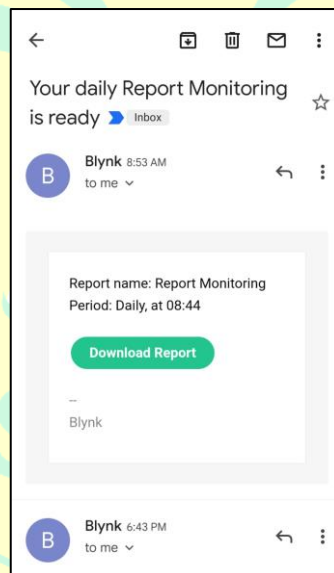 Your daily Report Monitoring
is ready Inbox
B
Blynk 8:53 AM
to me
Report name: Report Monitoring
Period: Daily, at 08:44
Download Report
--
Blynk
B
Blynk 6:43 PM
to me